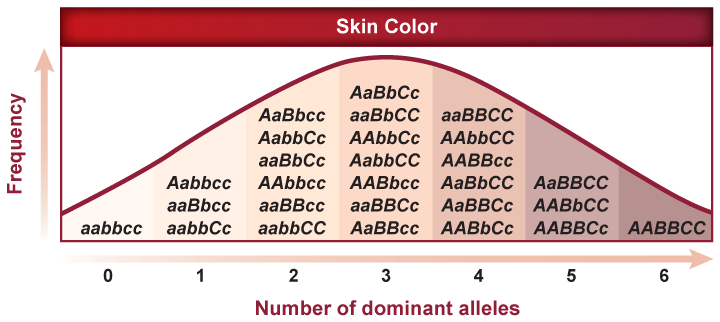 Skin Color
Frequency
AaBbCc
AaBbcc aaBbCC aaBBCC
AabbCc AAbbCc AAbbCC
aaBbCc AabbCC AABBcc
Aabbcc AAbbcc AABbcc AaBbCC AaBBCC
aaBbcc aaBBcc aaBBCc AaBBCc AABbCC
aabbcc aabbCc aabbCC AaBBcc AABbCc AABBCc AABBCC
0 1 2 3 4 5 6
Number of dominant alleles